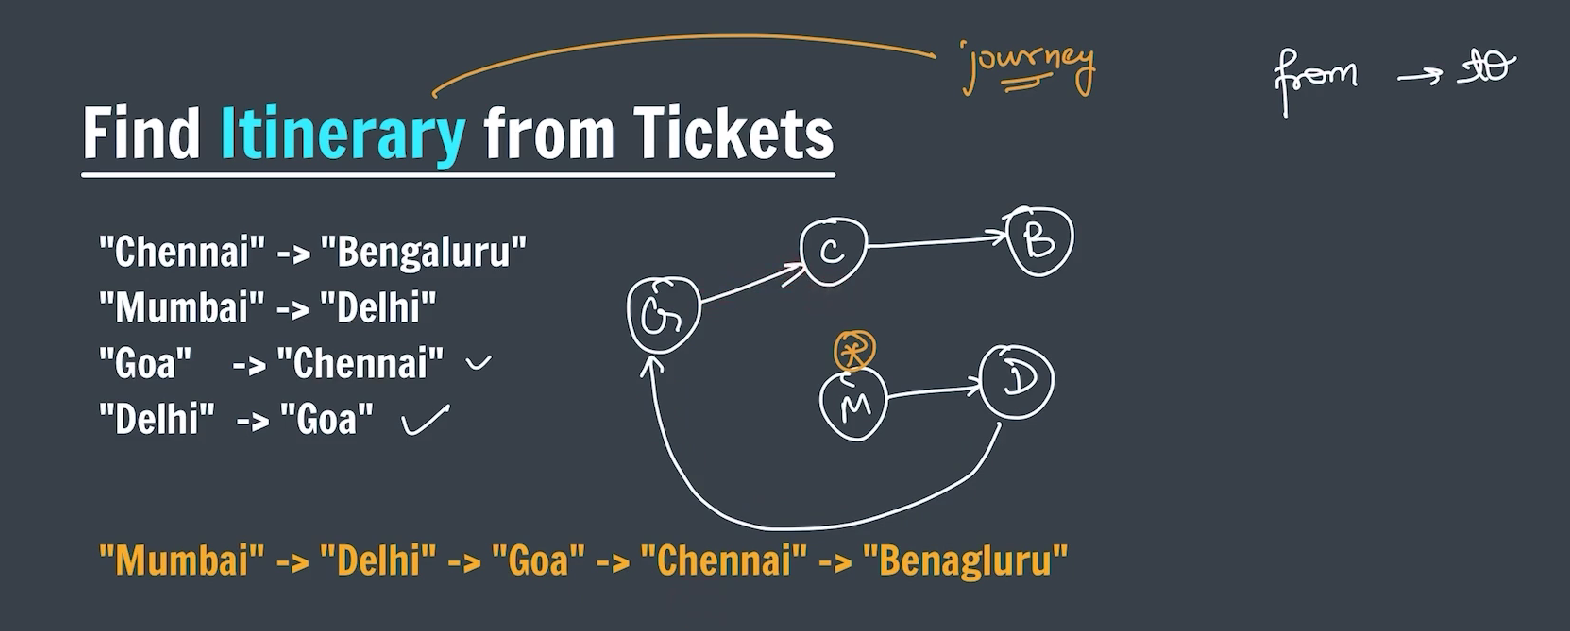 journey
from → to
Find Itinerary from Tickets
"Chennai" -> "Bengaluru"
"Mumbai" -> "Delhi"
"Goa" -> "Chennai" ✓
"Delhi" -> "Goa" ✓
G
C
B
*
M
D
"Mumbai" -> "Delhi" -> "Goa" -> "Chennai" -> "Benagluru"